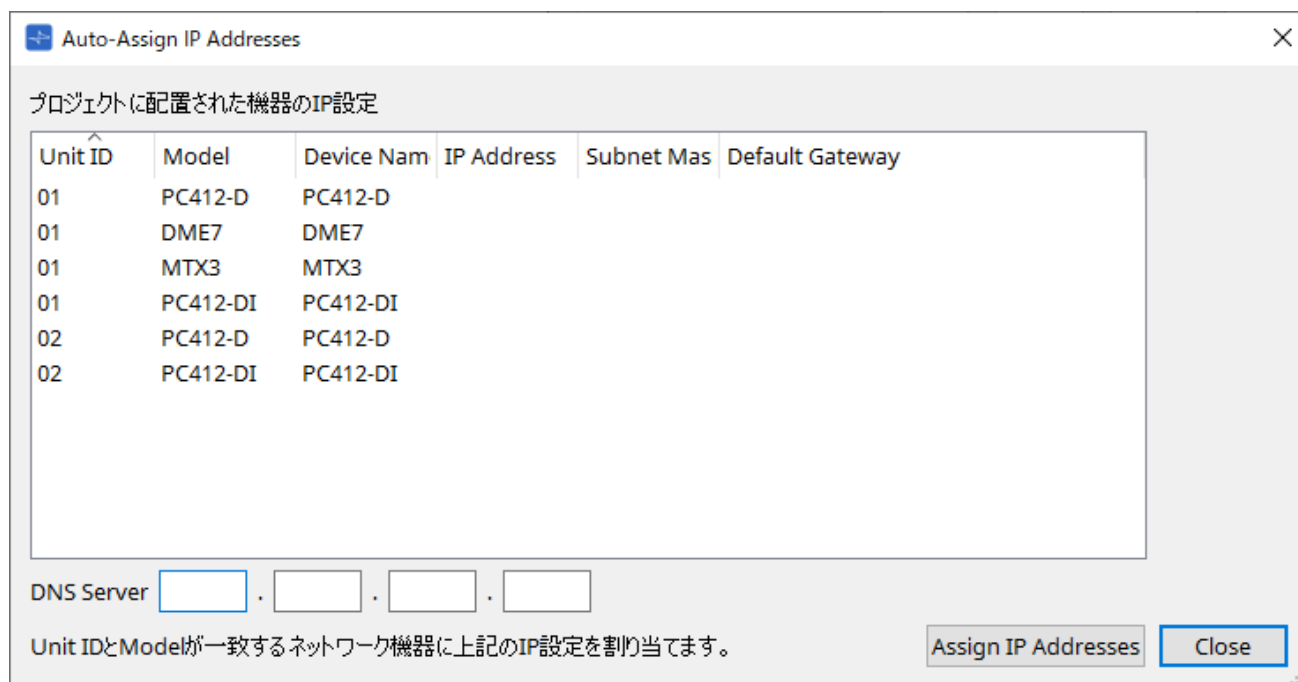 Auto-Assign IP Addresses
プロジェクトに配置された機器のIP設定
Unit ID Model Device Nam IP Address Subnet Mas Default Gateway
01 PC412-D PC412-D
01 DME7 DME7
01 MTX3 MTX3
01 PC412-DI PC412-DI
02 PC412-D PC412-D
02 PC412-DI PC412-DI
DNS Server . . .
Unit IDとModelが一致するネットワーク機器に上記のIP設定を割り当てます。 Assign IP Addresses Close